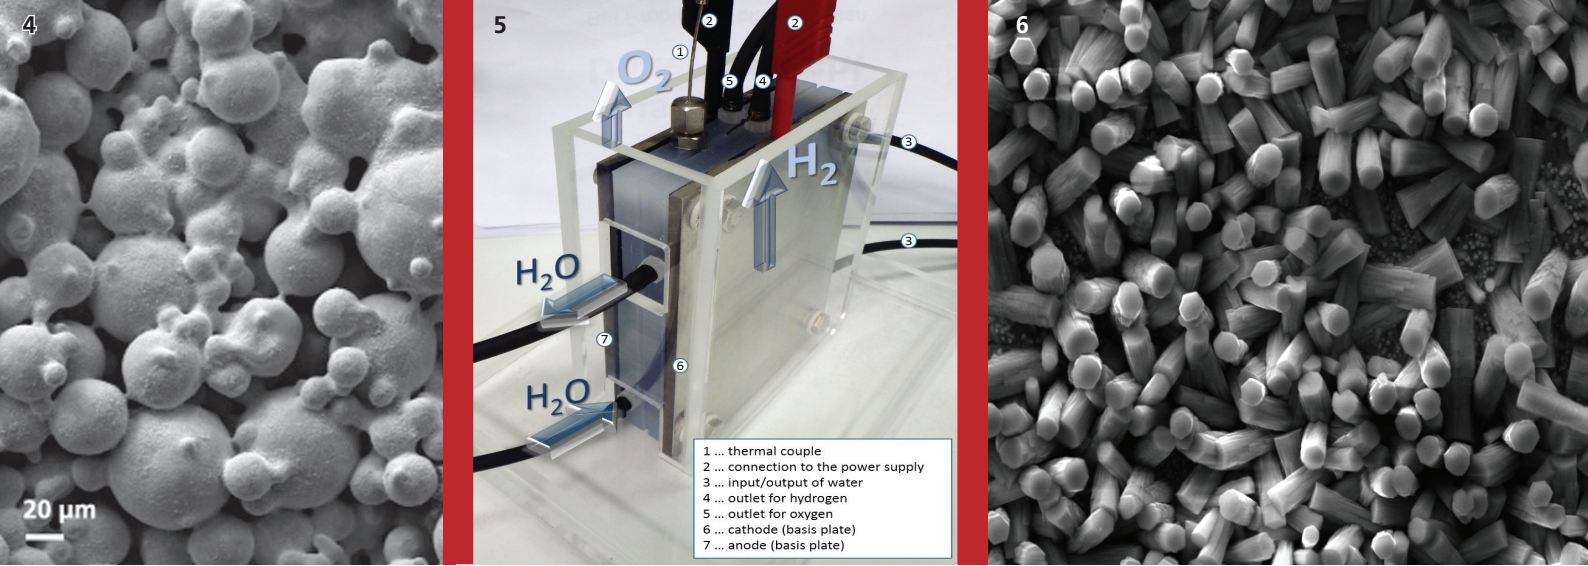 4
20 µm
5
2
2
1
O2
5
4
3
H2
3
H2O
7
6
H2O
1 ... thermal couple
2 ... connection to the power supply
3 ... input/output of water
4 ... outlet for hydrogen
5 ... outlet for oxygen
6 ... cathode (basis plate)
7 ... anode (basis plate)
6